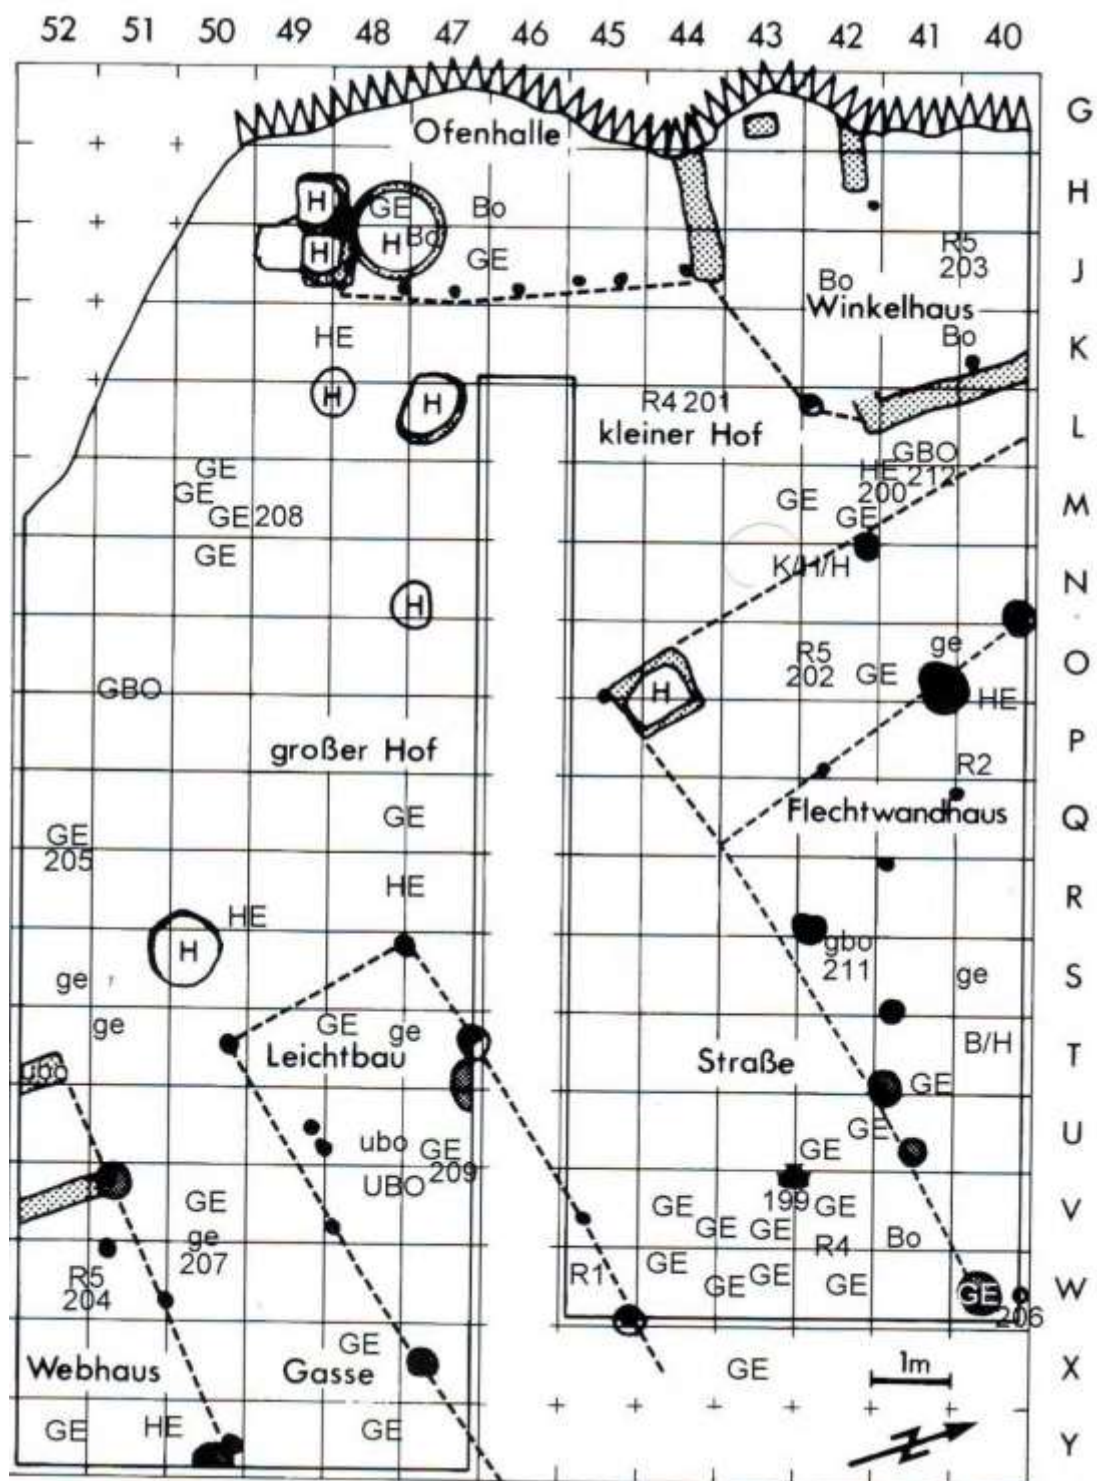 52 51 50 49 48 47 46 45 44 43 42 41 40
G
Ofenhalle
H
H
GE
Bo
H
Bo
H
GE
R5
203
J
Bo
Winkelhaus
HE
Bo
K
H
H
R4 201
kleiner Hof
L
GBO
GE
HE 212
GE
200
GE
M
GE 208
GE
GE
K/H/H
N
H
ge
R5
202
GE
O
GBO
H
HE
großer Hof
P
R2
GE
Flechtwandhaus
Q
GE
205
HE
R
HE
H
gbo
211
ge
ge
S
ge
GE
ge
Leichtbau
Straße
B/H
T
ubo
GE
ubo
GE
209
GE
GE
U
UBO
GE
199
GE
GE
GE
GE
V
ge
207
R4
Bo
R5
204
R1
GE
GE
GE
GE
GE
206
W
GE
Webhaus
Gasse
GE
1m
X
GE
HE
GE
Y